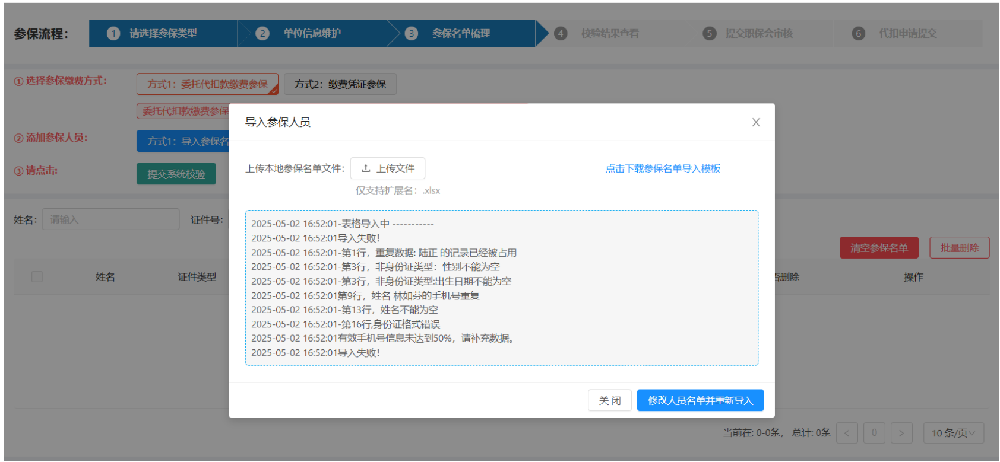 参保流程：
1 请选择参保类型
2 单位信息维护
3 参保名单梳理
4 校验结果查看
5 提交职保会审核
6 代扣申请提交
① 选择参保缴费方式：
方式1：委托代扣款缴费参保
方式2：缴费凭证参保
委托代扣款缴费参保
② 添加参保人员：
方式1：导入参保名
③ 请点击:
提交系统校验
导入参保人员
X
上传本地参保名单文件：
上传文件
点击下载参保名单导入模板
仅支持扩展名：.xlsx
2025-05-02 16:52:01-表格导入中 -----------
2025-05-02 16:52:01导入失败！
2025-05-02 16:52:01-第1行，重复数据: 陆正 的记录已经被占用
2025-05-02 16:52:01-第3行，非身份证类型：性别不能为空
2025-05-02 16:52:01-第3行，非身份证类型:出生日期不能为空
2025-05-02 16:52:01第9行，姓名 林如芬的手机号重复
2025-05-02 16:52:01-第13行，姓名不能为空
2025-05-02 16:52:01-第16行,身份证格式错误
2025-05-02 16:52:01有效手机号信息未达到50%，请补充数据。
2025-05-02 16:52:01导入失败！
关 闭
修改人员名单并重新导入
姓名：
请输入
证件号：
清空参保名单
批量删除
姓名
证件类型
否删除
操作
当前在: 0-0条， 总计: 0条
<
0
>
10 条/页